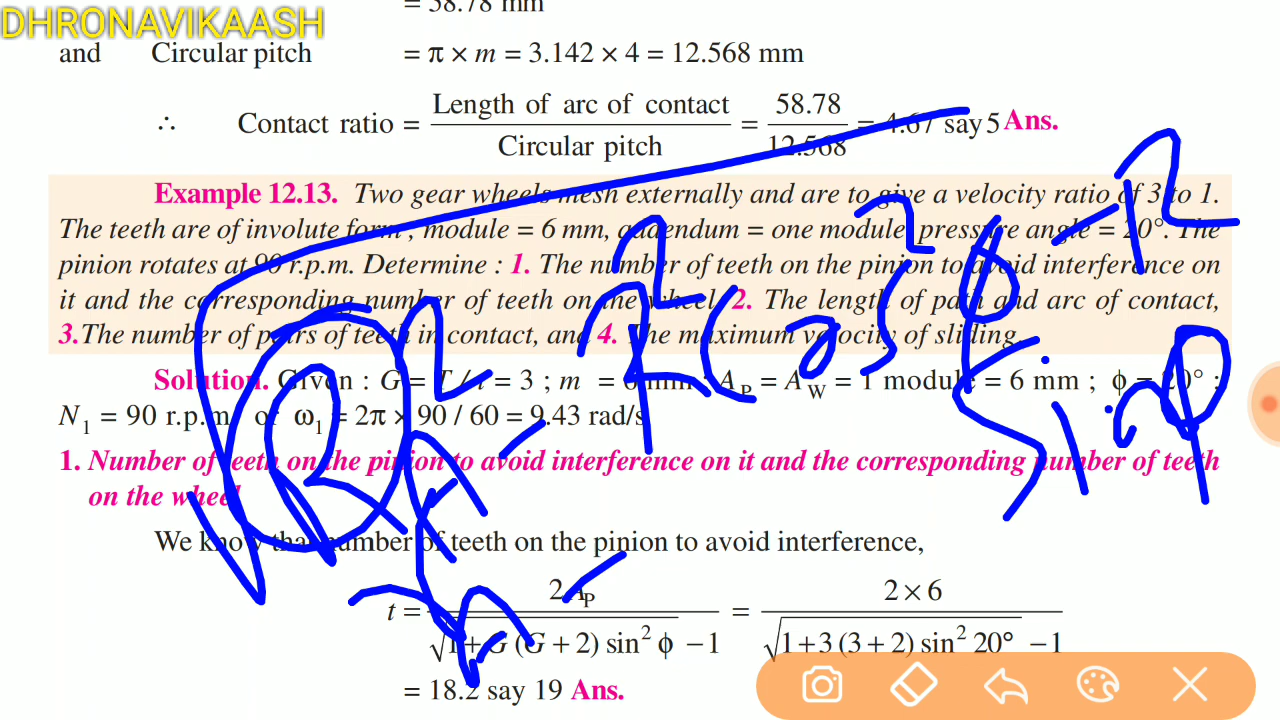 DHRONAVIKAASH
= 58.78 mm
and Circular pitch = π × m = 3.142 × 4 = 12.568 mm
∴ Contact ratio = Length of arc of contact / Circular pitch = 58.78 / 12.568 = 4.67 say 5 Ans.
Example 12.13. Two gear wheels mesh externally and are to give a velocity ratio of 3 to 1.
The teeth are of involute form ; module = 6 mm, addendum = one module, pressure angle = 20°. The
pinion rotates at 90 r.p.m. Determine : 1. The number of teeth on the pinion to avoid interference on
it and the corresponding number of teeth on the wheel, 2. The length of path and arc of contact,
3.The number of pairs of teeth in contact, and 4. The maximum velocity of sliding.
Solution. Given : G = T / t = 3 ; m = 6 mm ; A_P = A_W = 1 module = 6 mm ; φ = 20° ;
N_1 = 90 r.p.m. or ω_1 = 2π × 90 / 60 = 9.43 rad/s
1. Number of teeth on the pinion to avoid interference on it and the corresponding number of teeth
on the wheel
We know that number of teeth on the pinion to avoid interference,
t = 2 A_P / √1 + G (G + 2) sin² φ − 1 = 2 × 6 / √1 + 3 (3 + 2) sin² 20° − 1
= 18.2 say 19 Ans.